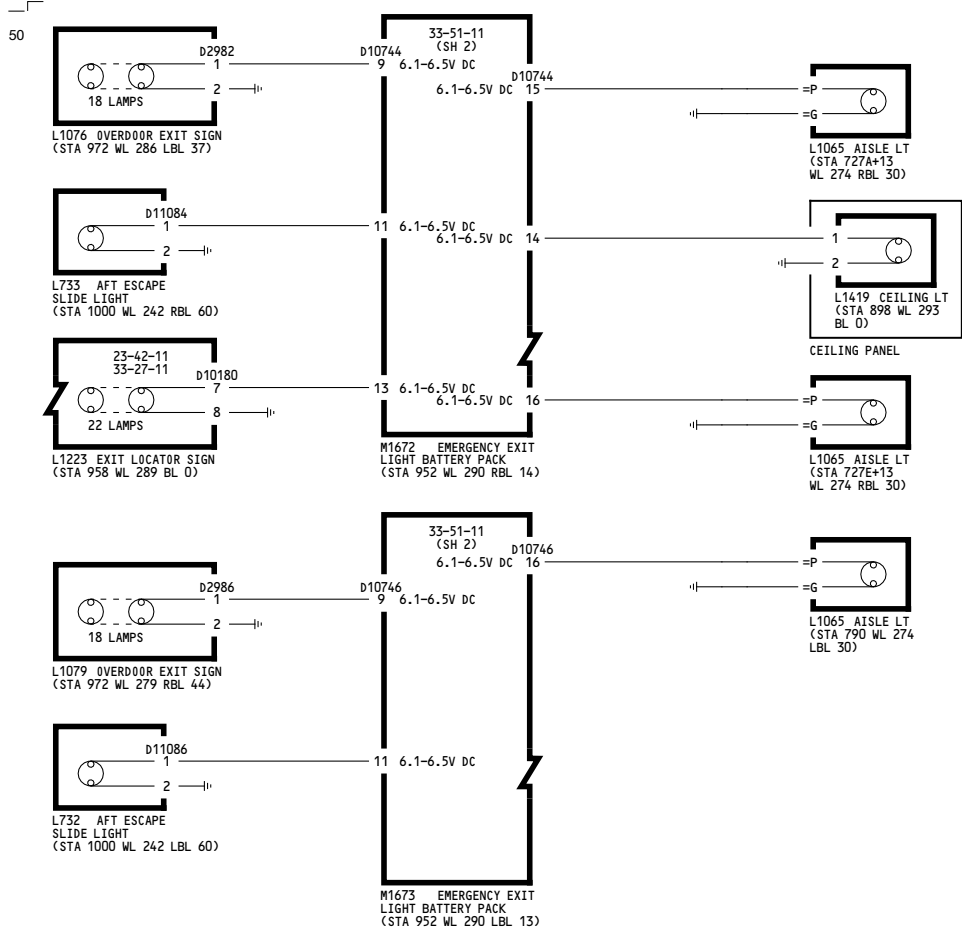 50
D2982
1
2
18 LAMPS
L1076 OVERDOOR EXIT SIGN
(STA 972 WL 286 LBL 37)
D11084
1
2
L733 AFT ESCAPE
SLIDE LIGHT
(STA 1000 WL 242 RBL 60)
23-42-11
33-27-11
D10180
7
8
22 LAMPS
L1223 EXIT LOCATOR SIGN
(STA 958 WL 289 BL 0)
33-51-11
(SH 2)
D10744
9 6.1-6.5V DC
D10744
6.1-6.5V DC 15
11 6.1-6.5V DC
6.1-6.5V DC 14
13 6.1-6.5V DC
6.1-6.5V DC 16
M1672 EMERGENCY EXIT
LIGHT BATTERY PACK
(STA 952 WL 290 RBL 14)
=P
=G
L1065 AISLE LT
(STA 727A+13
WL 274 RBL 30)
1
2
L1419 CEILING LT
(STA 898 WL 293
BL 0)
CEILING PANEL
=P
=G
L1065 AISLE LT
(STA 727E+13
WL 274 RBL 30)
D2986
1
2
18 LAMPS
L1079 OVERDOOR EXIT SIGN
(STA 972 WL 279 RBL 44)
D11086
1
2
L732 AFT ESCAPE
SLIDE LIGHT
(STA 1000 WL 242 LBL 60)
33-51-11
(SH 2)
D10746
6.1-6.5V DC 16
D10746
9 6.1-6.5V DC
11 6.1-6.5V DC
M1673 EMERGENCY EXIT
LIGHT BATTERY PACK
(STA 952 WL 290 LBL 13)
=P
=G
L1065 AISLE LT
(STA 790 WL 274
LBL 30)